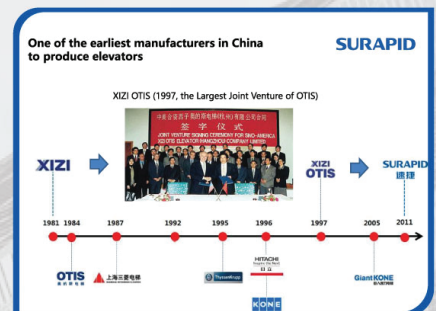 One of the earliest manufacturers in China
to produce elevators
SURAPID
XIZI OTIS (1997, the Largest Joint Venture of OTIS)
签字仪式
JOINT VENTURE SIGNING CEREMONY FOR SINO-AMERICA
XIZI OTIS ELEVATOR HANGZHOU COMPANY LIMITED
XIZI
XIZI
OTIS
SURAPID
速捷
1981 1984 1987 1992 1995 1996 1997 2005 2011
OTIS
上海三菱电梯
ThyssenKrupp
HITACHI
Inspire the Next
日立
KONE
GiantKONE